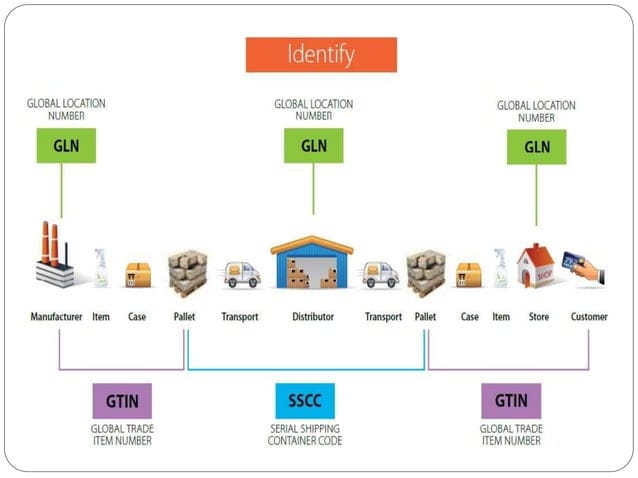 Identify
GLOBAL LOCATION
NUMBER
GLN
GLOBAL LOCATION
NUMBER
GLN
GLOBAL LOCATION
NUMBER
GLN
SHOP
Manufacturer Item Case Pallet Transport Distributor Transport Pallet Case Item Store Customer
GTIN
GLOBAL TRADE
ITEM NUMBER
SSCC
SERIAL SHIPPING
CONTAINER CODE
GTIN
GLOBAL TRADE
ITEM NUMBER